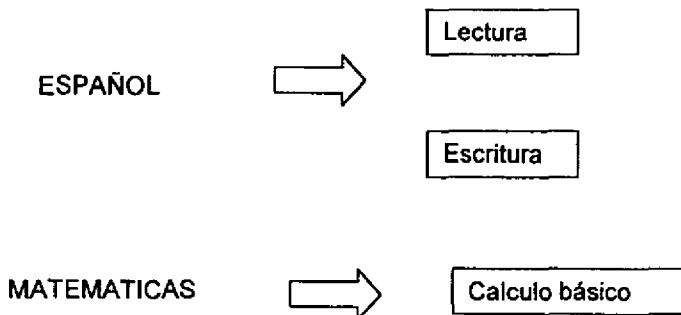 Lectura
ESPAÑOL
Escritura
MATEMATICAS
Calculo básico